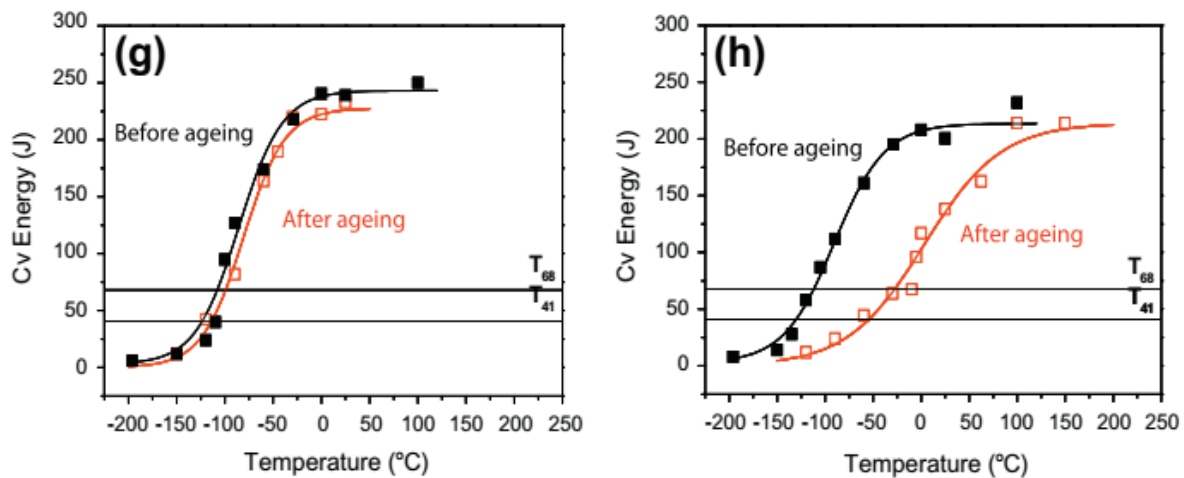 (g)
300
250
200
150
100
50
0
Cv Energy (J)
Before ageing
After ageing
T68
T41
-200 -150 -100 -50 0 50 100 150 200 250
Temperature (ºC)
(h)
300
250
200
150
100
50
0
Cv Energy (J)
Before ageing
After ageing
T68
T41
-200 -150 -100 -50 0 50 100 150 200 250
Temperature (ºC)